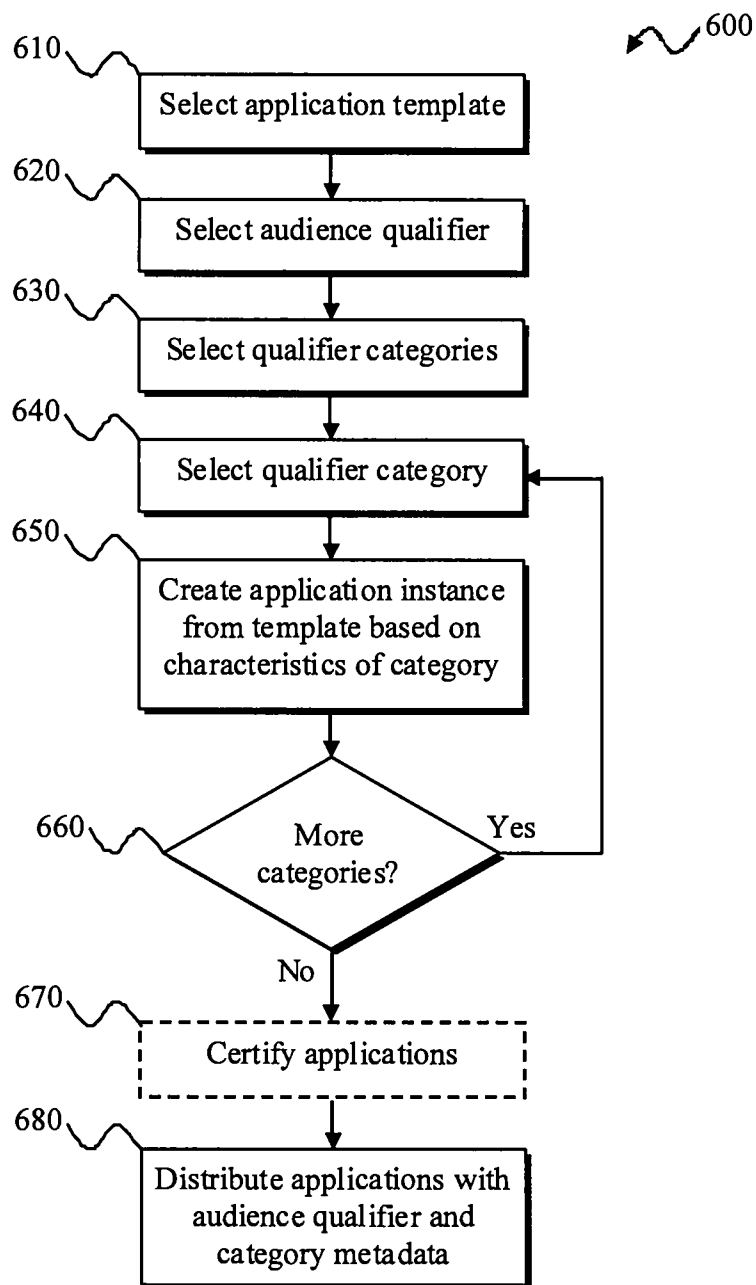 600
610
Select application template
620
Select audience qualifier
630
Select qualifier categories
640
Select qualifier category
650
Create application instance
from template based on
characteristics of category
660
More
categories?
Yes
No
670
Certify applications
680
Distribute applications with
audience qualifier and
category metadata